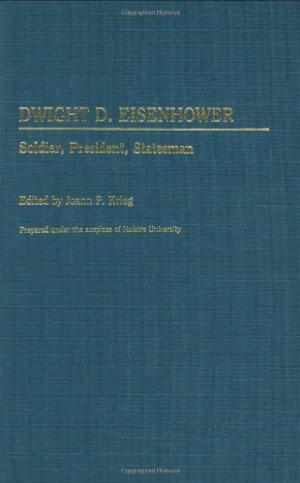 DWIGHT D. EISENHOWER
Soldier, President, Statesman
Edited by Joann P. Krieg
Prepared under the auspices of Hofstra University